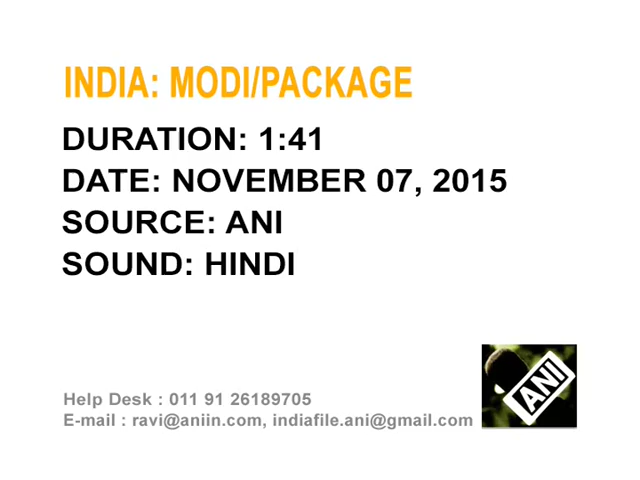 INDIA: MODI/PACKAGE
DURATION: 1:41
DATE: NOVEMBER 07, 2015
SOURCE: ANI
SOUND: HINDI
ANI
Help Desk : 011 91 26189705
E-mail : ravi@aniin.com, indiafile.ani@gmail.com